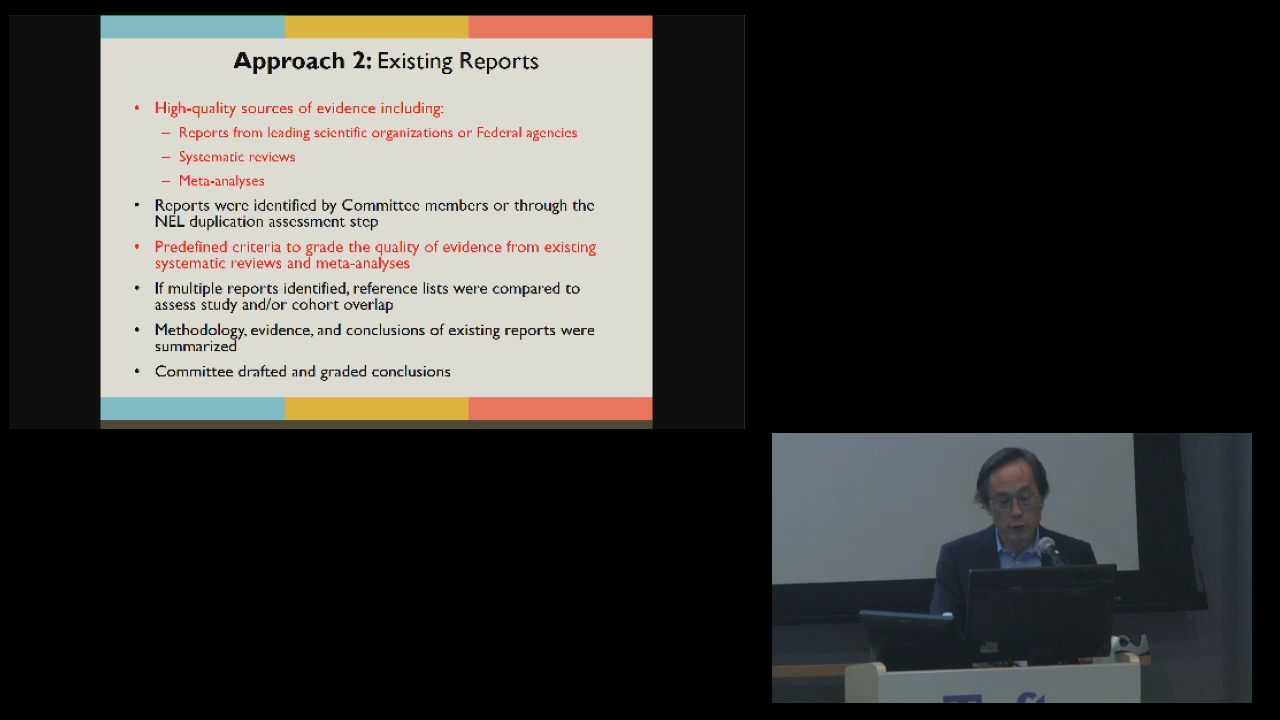 Approach 2: Existing Reports
• High-quality sources of evidence including:
– Reports from leading scientific organizations or Federal agencies
– Systematic reviews
– Meta-analyses
• Reports were identified by Committee members or through the
NEL duplication assessment step
• Predefined criteria to grade the quality of evidence from existing
systematic reviews and meta-analyses
• If multiple reports identified, reference lists were compared to
assess study and/or cohort overlap
• Methodology, evidence, and conclusions of existing reports were
summarized
• Committee drafted and graded conclusions